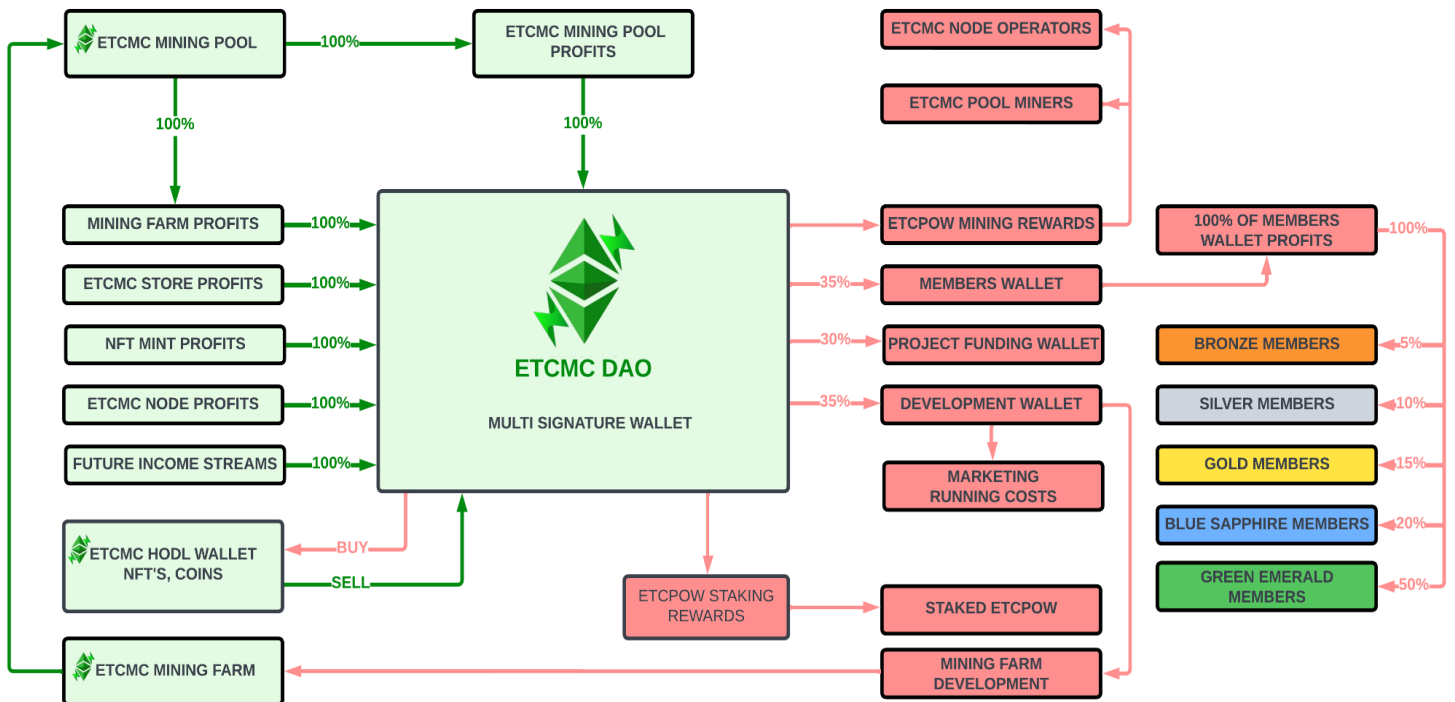 ETCMC MINING POOL
100%
ETCMC MINING POOL
PROFITS
ETCMC NODE OPERATORS
ETCMC POOL MINERS
100%
100%
MINING FARM PROFITS
100%
ETCMC STORE PROFITS
100%
NFT MINT PROFITS
100%
ETCMC NODE PROFITS
100%
FUTURE INCOME STREAMS
100%
ETCMC DAO
MULTI SIGNATURE WALLET
ETCPOW MINING REWARDS
35%
MEMBERS WALLET
30%
PROJECT FUNDING WALLET
35%
DEVELOPMENT WALLET
MARKETING
RUNNING COSTS
100% OF MEMBERS
WALLET PROFITS
100%
BRONZE MEMBERS
5%
SILVER MEMBERS
10%
GOLD MEMBERS
15%
BLUE SAPPHIRE MEMBERS
20%
GREEN EMERALD
MEMBERS
50%
ETCMC HODL WALLET
NFT'S, COINS
BUY
SELL
ETCPOW STAKING
REWARDS
STAKED ETCPOW
ETCMC MINING FARM
MINING FARM
DEVELOPMENT